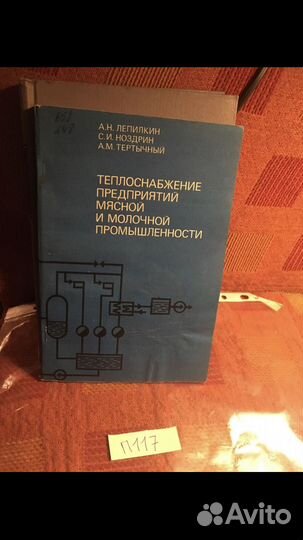 А.Н. ЛЕПИЛКИН
С.И. НОЗДРИН
А.М. ТЕРТЫЧНЫЙ
ТЕПЛОСНАБЖЕНИЕ
ПРЕДПРИЯТИЙ
МЯСНОЙ
И МОЛОЧНОЙ
ПРОМЫШЛЕННОСТИ
П117
Avito